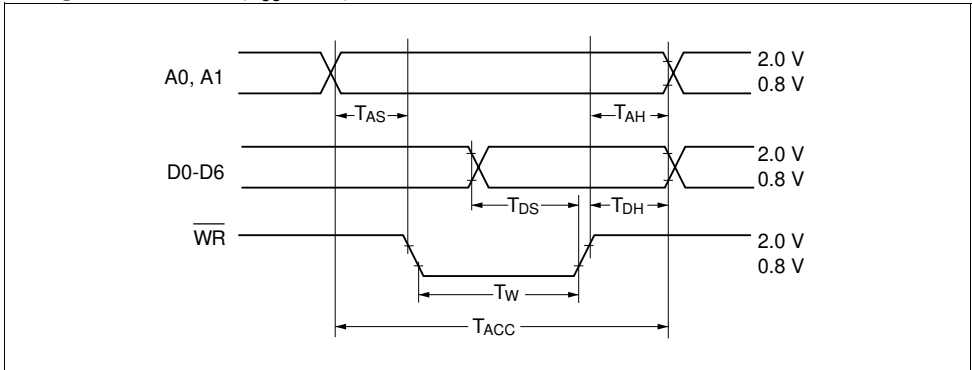 A0, A1
2.0 V
0.8 V
TAS
TAH
D0-D6
2.0 V
0.8 V
TDS
TDH
WR
2.0 V
0.8 V
TW
TACC